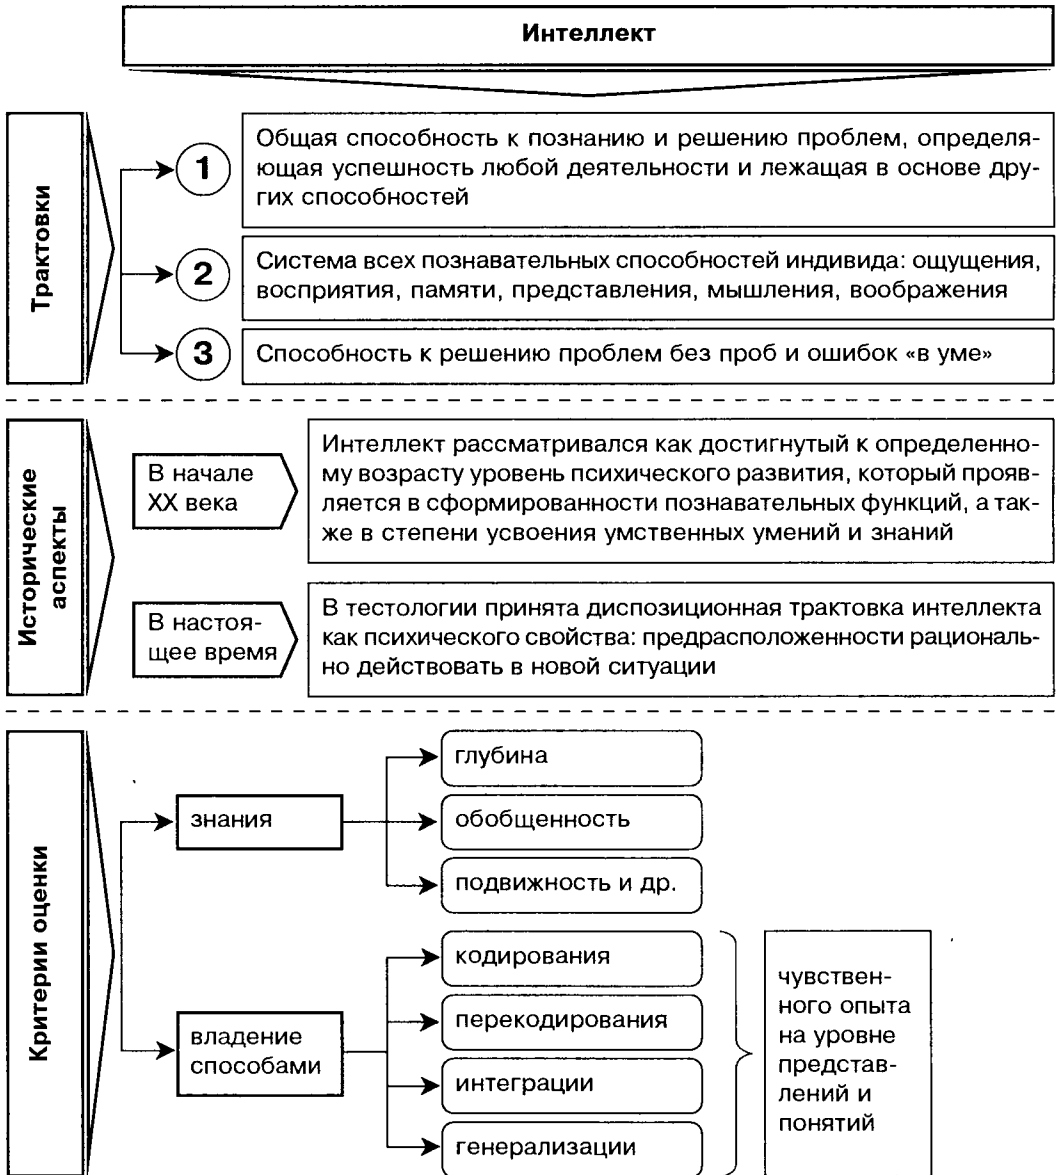 Интеллект
Трактовки
1
Общая способность к познанию и решению проблем, определя-
ющая успешность любой деятельности и лежащая в основе дру-
гих способностей
2
Система всех познавательных способностей индивида: ощущения,
восприятия, памяти, представления, мышления, воображения
3
Способность к решению проблем без проб и ошибок «в уме»
Исторические
аспекты
В начале
XX века
Интеллект рассматривался как достигнутый к определенно-
му возрасту уровень психического развития, который прояв-
ляется в сформированности познавательных функций, а так-
же в степени усвоения умственных умений и знаний
В настоя-
щее время
В тестологии принята диспозиционная трактовка интеллекта
как психического свойства: предрасположенности рациональ-
но действовать в новой ситуации
Критерии оценки
знания
глубина
обобщенность
подвижность и др.
владение
способами
кодирования
перекодирования
интеграции
генерализации
чувствен-
ного опыта
на уровне
представ-
лений и
понятий